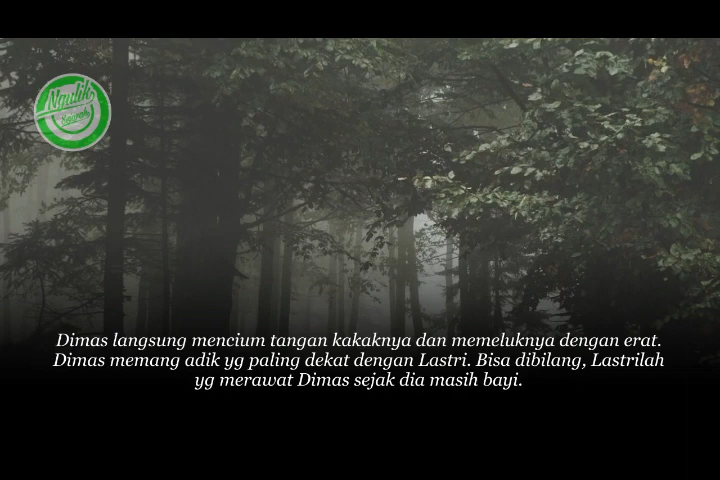 Ngulik
Dimas langsung mencium tangan kakaknya dan memeluknya dengan erat.
Dimas memang adik yg paling dekat dengan Lastri. Bisa dibilang, Lastrilah
yg merawat Dimas sejak dia masih bayi.